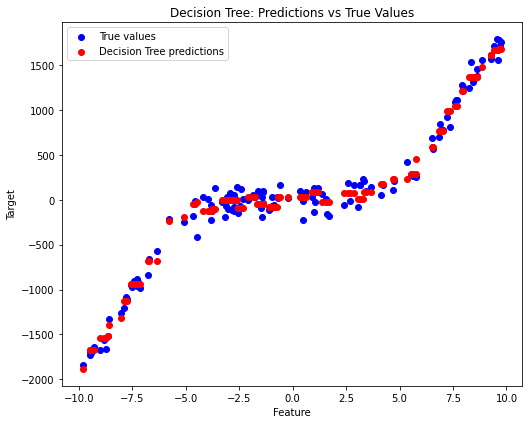 Decision Tree: Predictions vs True Values
True values
Decision Tree predictions
1500
1000
500
0
−500
−1000
−1500
−2000
Target
−10.0 −7.5 −5.0 −2.5 0.0 2.5 5.0 7.5 10.0
Feature